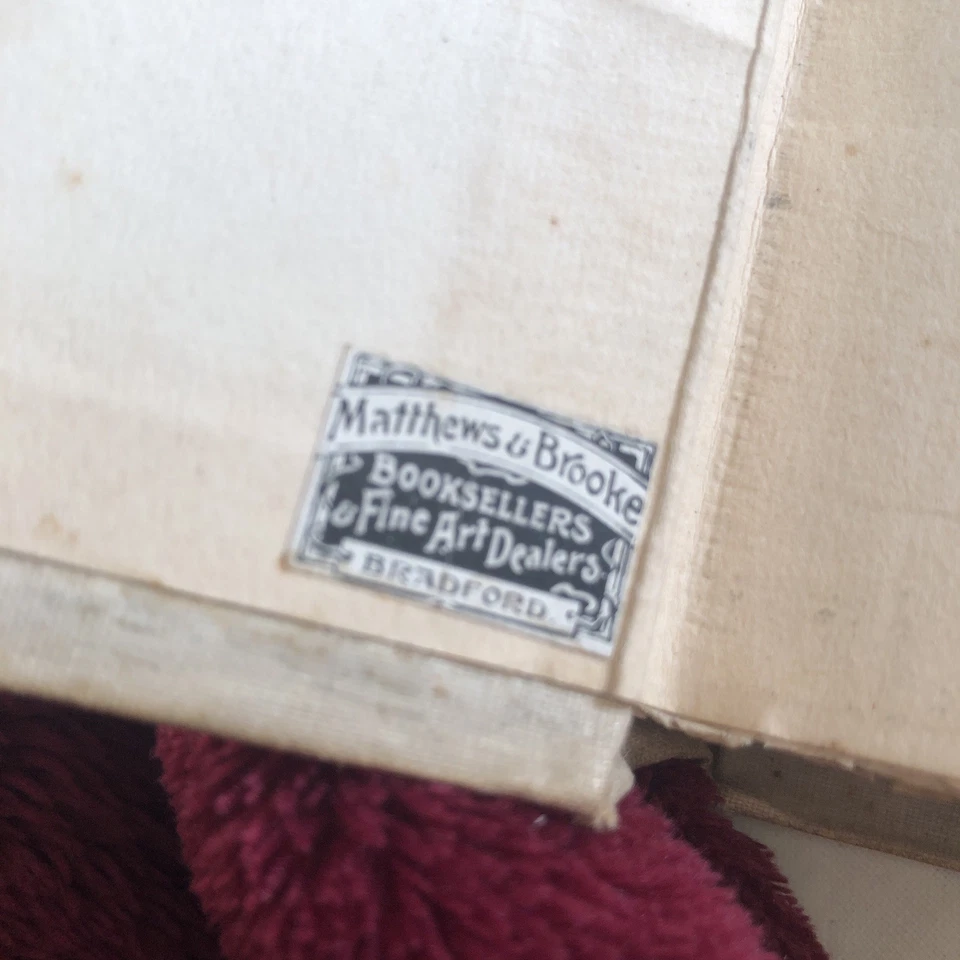 Matthews & Brooke
BOOKSELLERS
& Fine Art Dealers
BRADFORD.